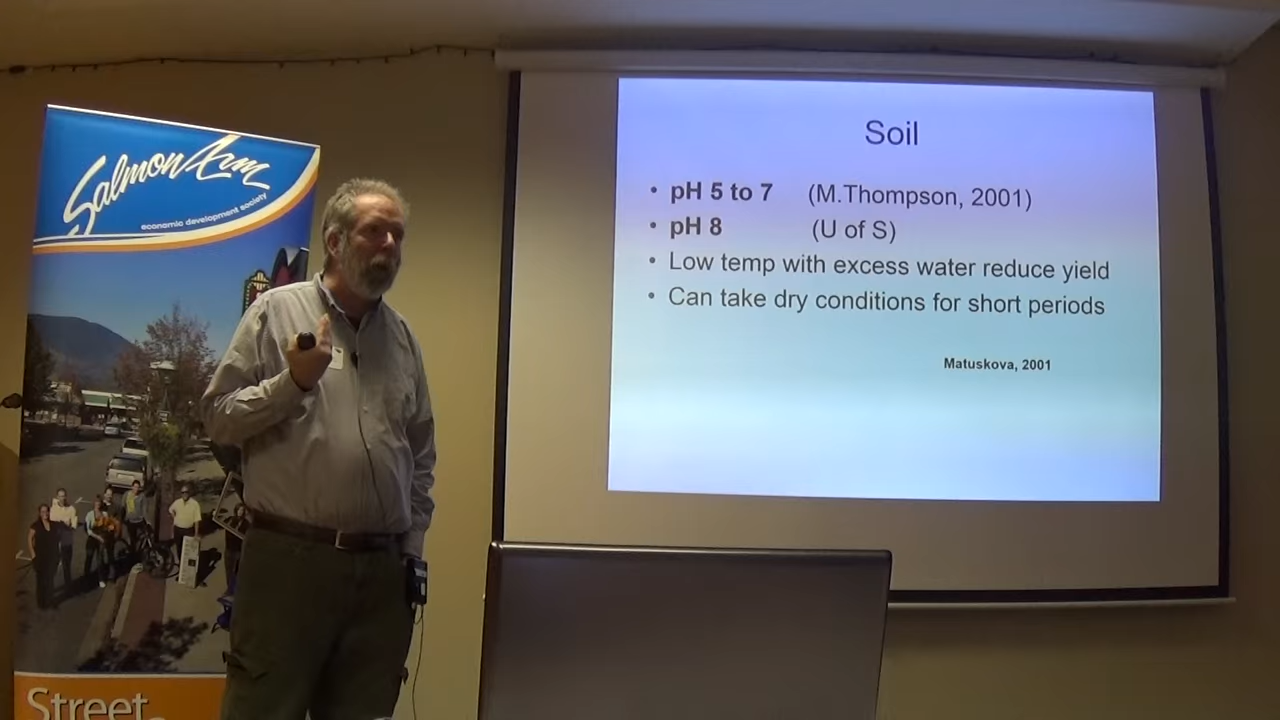 Salmon Arm
economic development society
Street
Soil
• pH 5 to 7 (M.Thompson, 2001)
• pH 8 (U of S)
• Low temp with excess water reduce yield
• Can take dry conditions for short periods
Matuskova, 2001